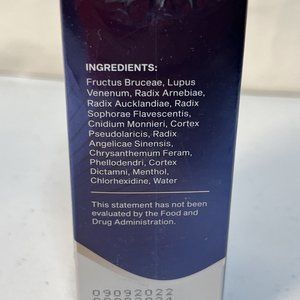 INGREDIENTS:
Fructus Bruceae, Lupus
Venenum, Radix Arnebiae,
Radix Aucklandiae, Radix
Sophorae Flavescentis,
Cnidium Monnieri, Cortex
Pseudolaricis, Radix
Angelicae Sinensis,
Chrysanthemum Feram,
Phellodendri, Cortex
Dictamni, Menthol,
Chlorhexidine, Water
This statement has not been
evaluated by the Food and
Drug Administration.
09092022